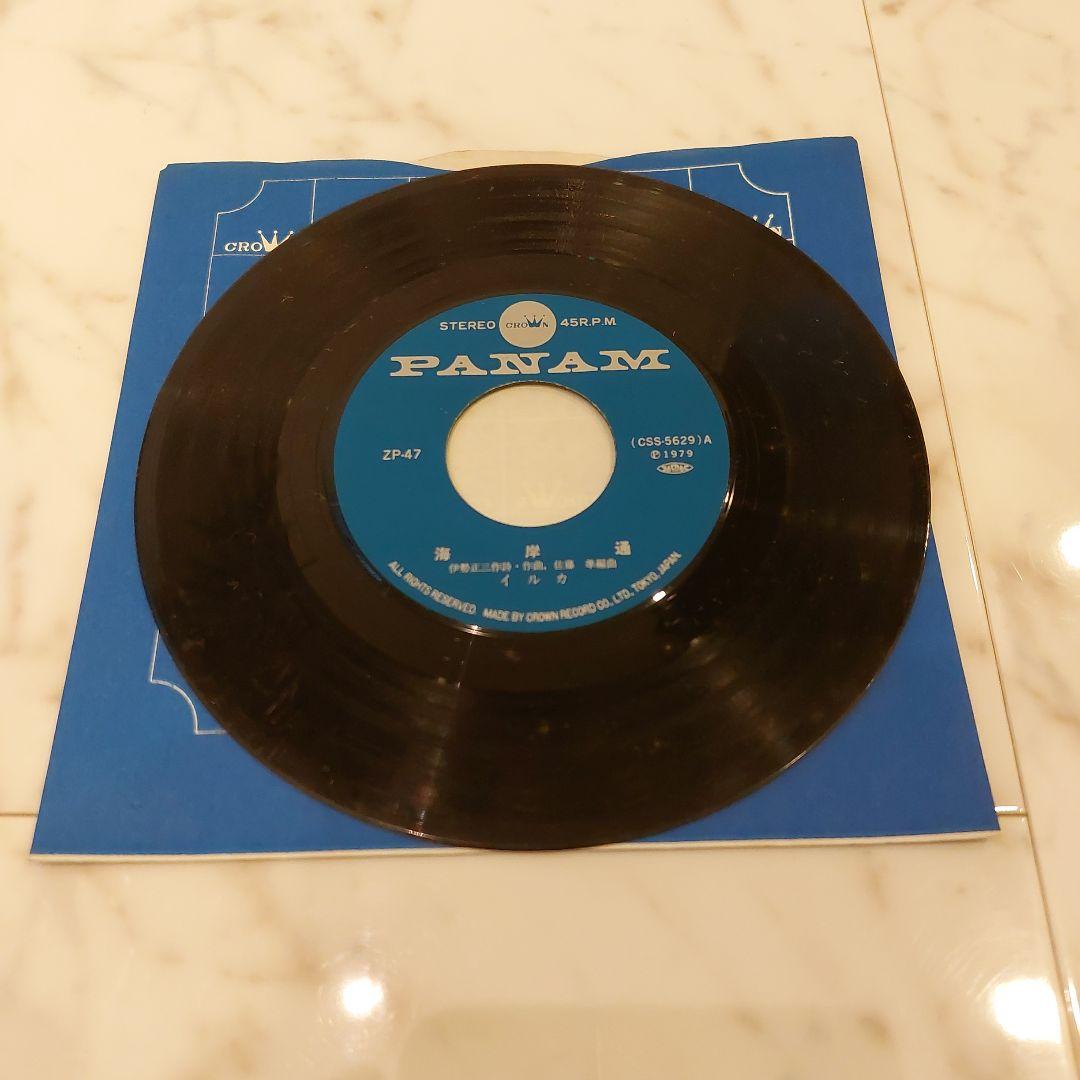 CROWN
STEREO CROWN 45R.P.M.
PANAM
ZP-47
(CSS-5629)A
Ⓟ1979
海岸通
伊勢正三作詩・作曲、佐藤 準編曲
イルカ
ALL RIGHTS RESERVED. MADE BY CROWN RECORD CO., LTD. TOKYO, JAPAN